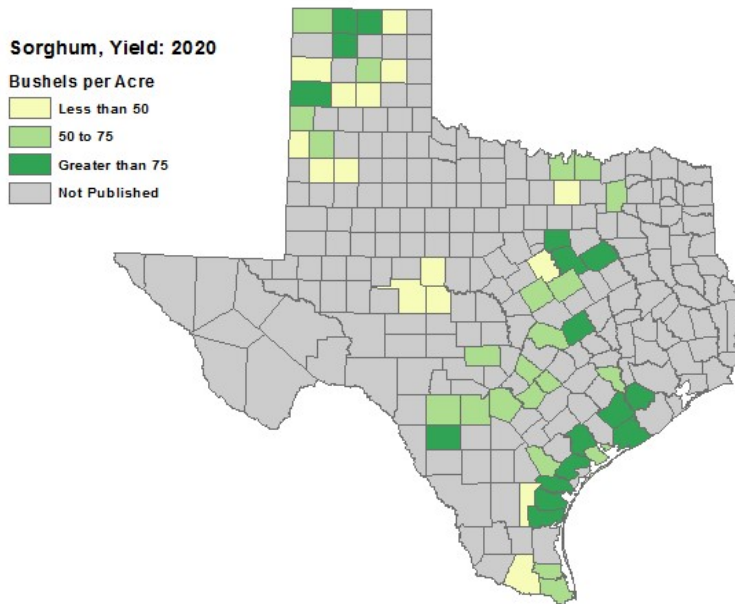 Sorghum, Yield: 2020
Bushels per Acre
Less than 50
50 to 75
Greater than 75
Not Published